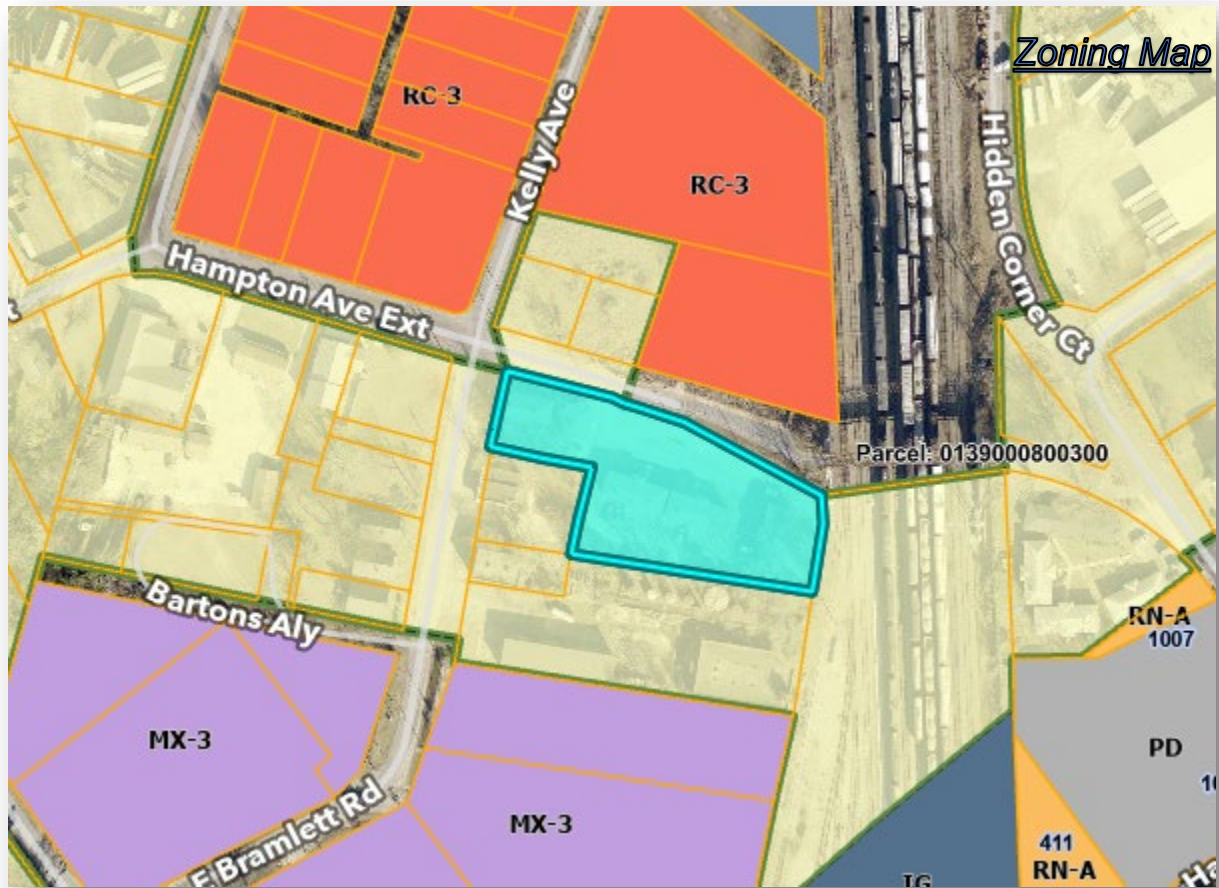 Zoning Map
RC-3
Kelly Ave
RC-3
Hidden Corner Ct
Hampton Ave Ext
Parcel: 0139000800300
Bartons Aly
RN-A
1007
MX-3
PD
E Bramlett Rd
MX-3
411
RN-A
IG